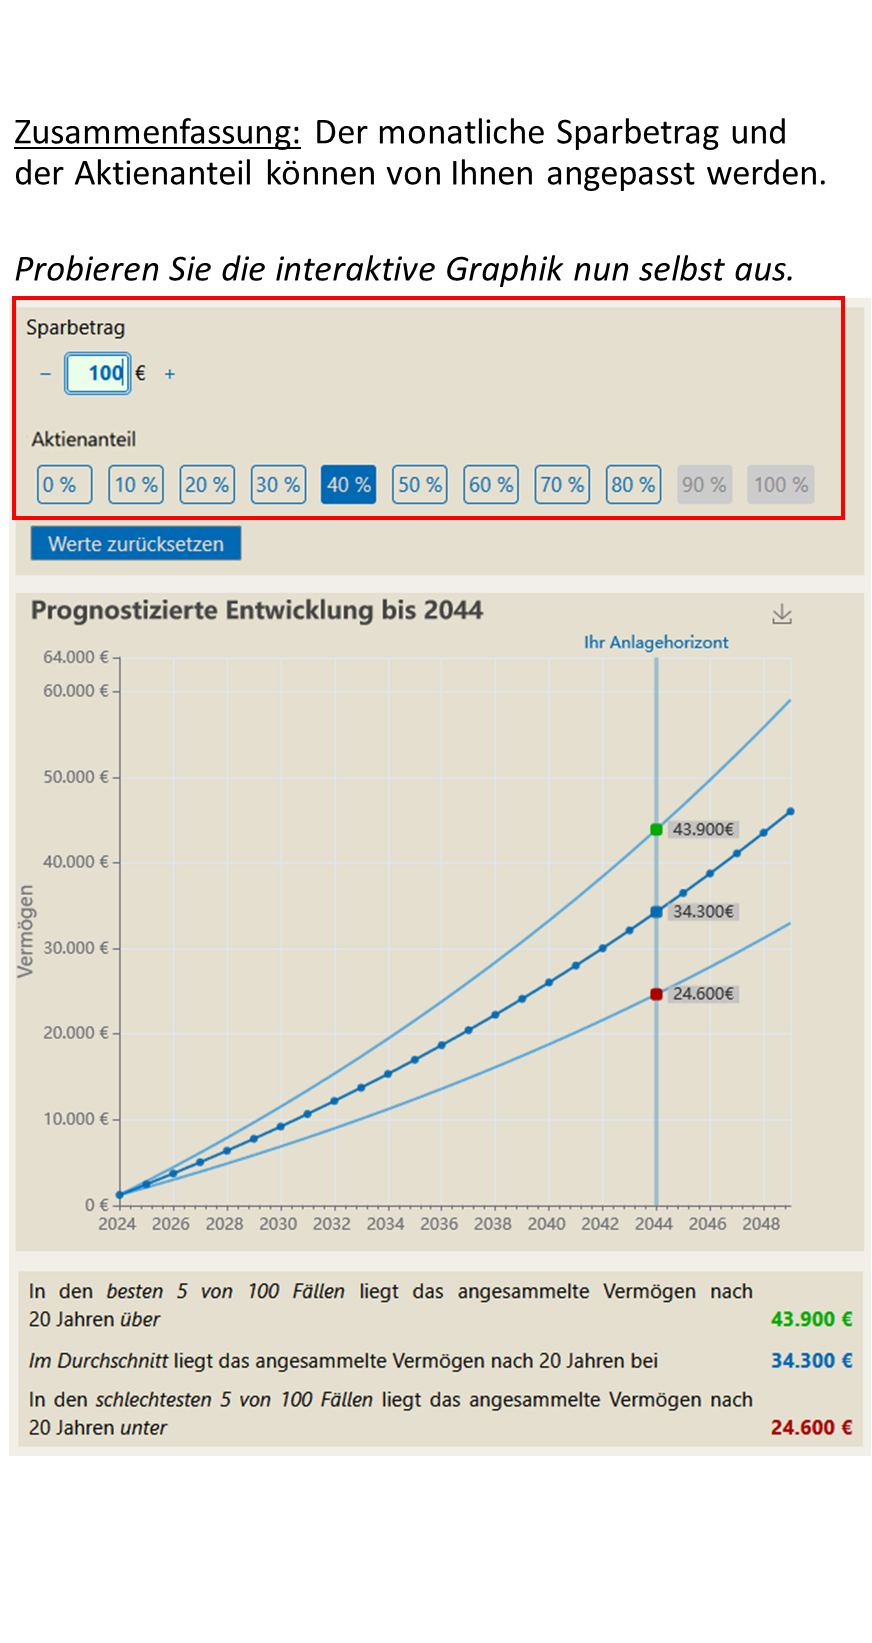 Zusammenfassung: Der monatliche Sparbetrag und
der Aktienanteil können von Ihnen angepasst werden.
Probieren Sie die interaktive Graphik nun selbst aus.
Sparbetrag
− 100 € +
Aktienanteil
0 % 10 % 20 % 30 % 40 % 50 % 60 % 70 % 80 % 90 % 100 %
Werte zurücksetzen
Prognostizierte Entwicklung bis 2044
Ihr Anlagehorizont
64.000 €
60.000 €
50.000 €
43.900€
40.000 €
34.300€
Vermögen
30.000 €
24.600€
20.000 €
10.000 €
0 €
2024 2026 2028 2030 2032 2034 2036 2038 2040 2042 2044 2046 2048
In den besten 5 von 100 Fällen liegt das angesammelte Vermögen nach
20 Jahren über 43.900 €
Im Durchschnitt liegt das angesammelte Vermögen nach 20 Jahren bei 34.300 €
In den schlechtesten 5 von 100 Fällen liegt das angesammelte Vermögen nach
20 Jahren unter 24.600 €